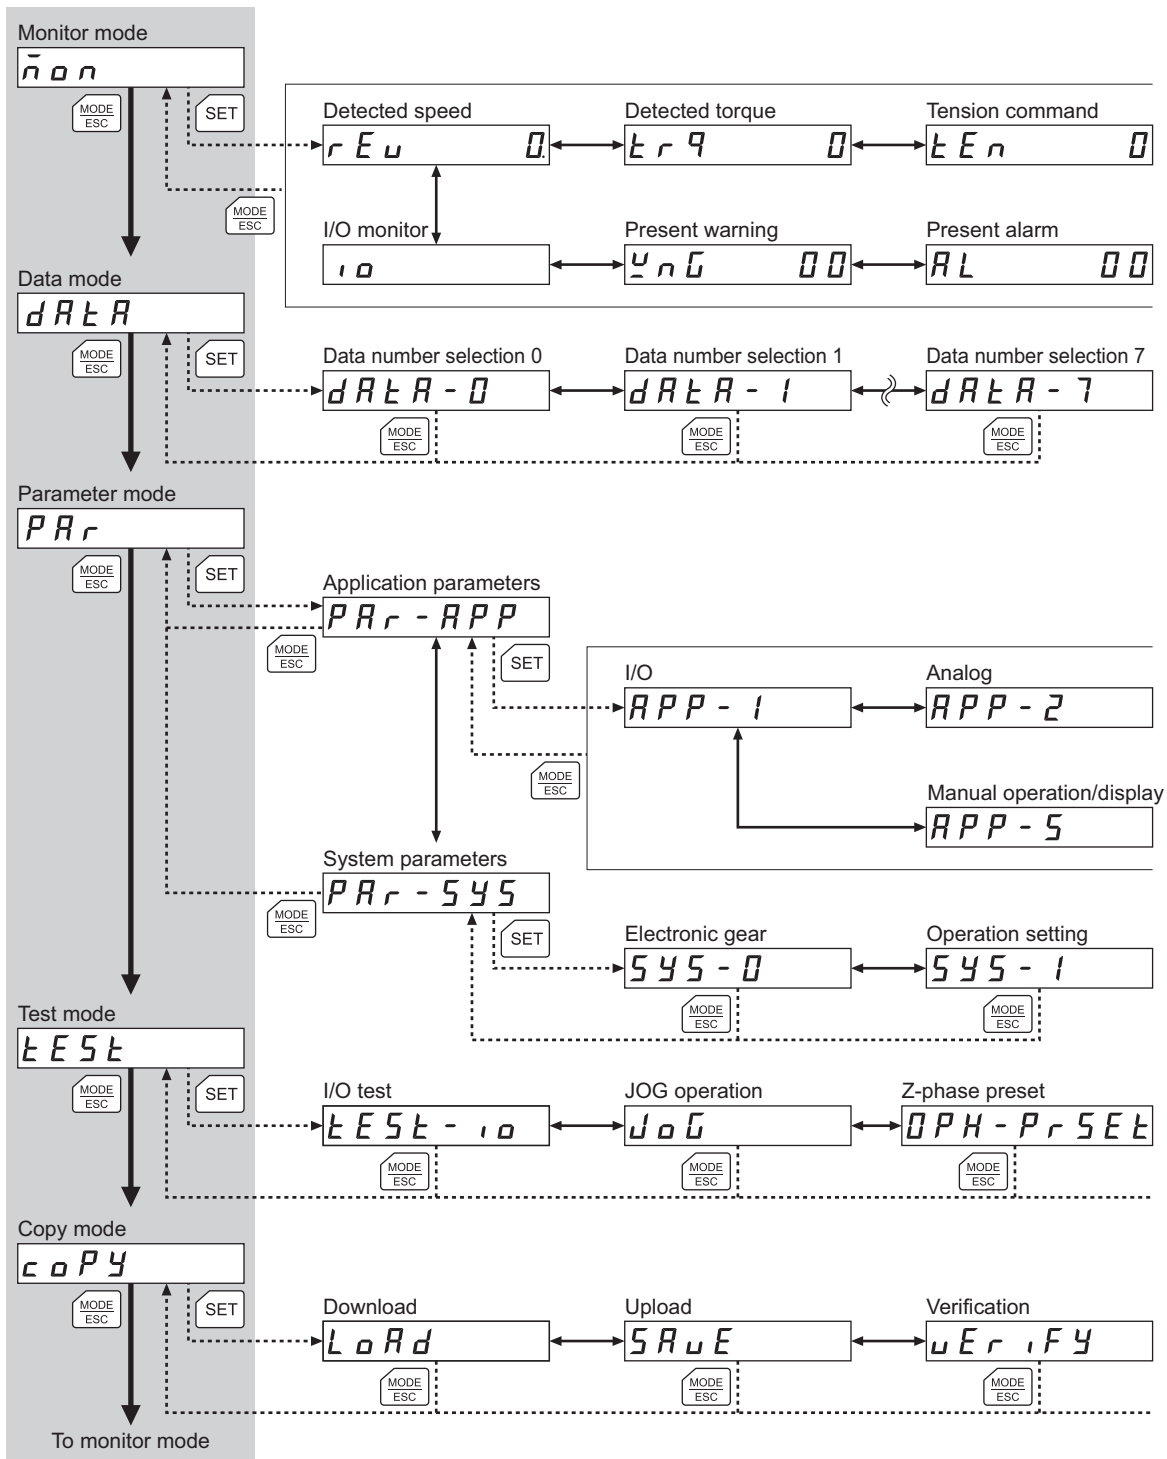 Monitor mode
mon
MODE
ESC
SET
Detected speed
rEv 0.
Detected torque
trq 0
Tension command
tEn 0
MODE
ESC
I/O monitor
io
Present warning
WnG 00
Present alarm
AL 00
Data mode
dAtA
MODE
ESC
SET
Data number selection 0
dAtA-0
Data number selection 1
dAtA-1
Data number selection 7
dAtA-7
MODE
ESC
MODE
ESC
MODE
ESC
Parameter mode
PAr
MODE
ESC
SET
Application parameters
PAr-APP
MODE
ESC
SET
I/O
APP-1
Analog
APP-2
MODE
ESC
Manual operation/display
APP-5
System parameters
PAr-SYS
MODE
ESC
SET
Electronic gear
SYS-0
Operation setting
SYS-1
MODE
ESC
MODE
ESC
Test mode
tESt
MODE
ESC
SET
I/O test
tESt-io
JOG operation
JoG
Z-phase preset
0PH-PrSEt
MODE
ESC
MODE
ESC
MODE
ESC
Copy mode
coPY
MODE
ESC
SET
Download
LoAd
Upload
SAvE
Verification
vEriFY
MODE
ESC
MODE
ESC
MODE
ESC
To monitor mode